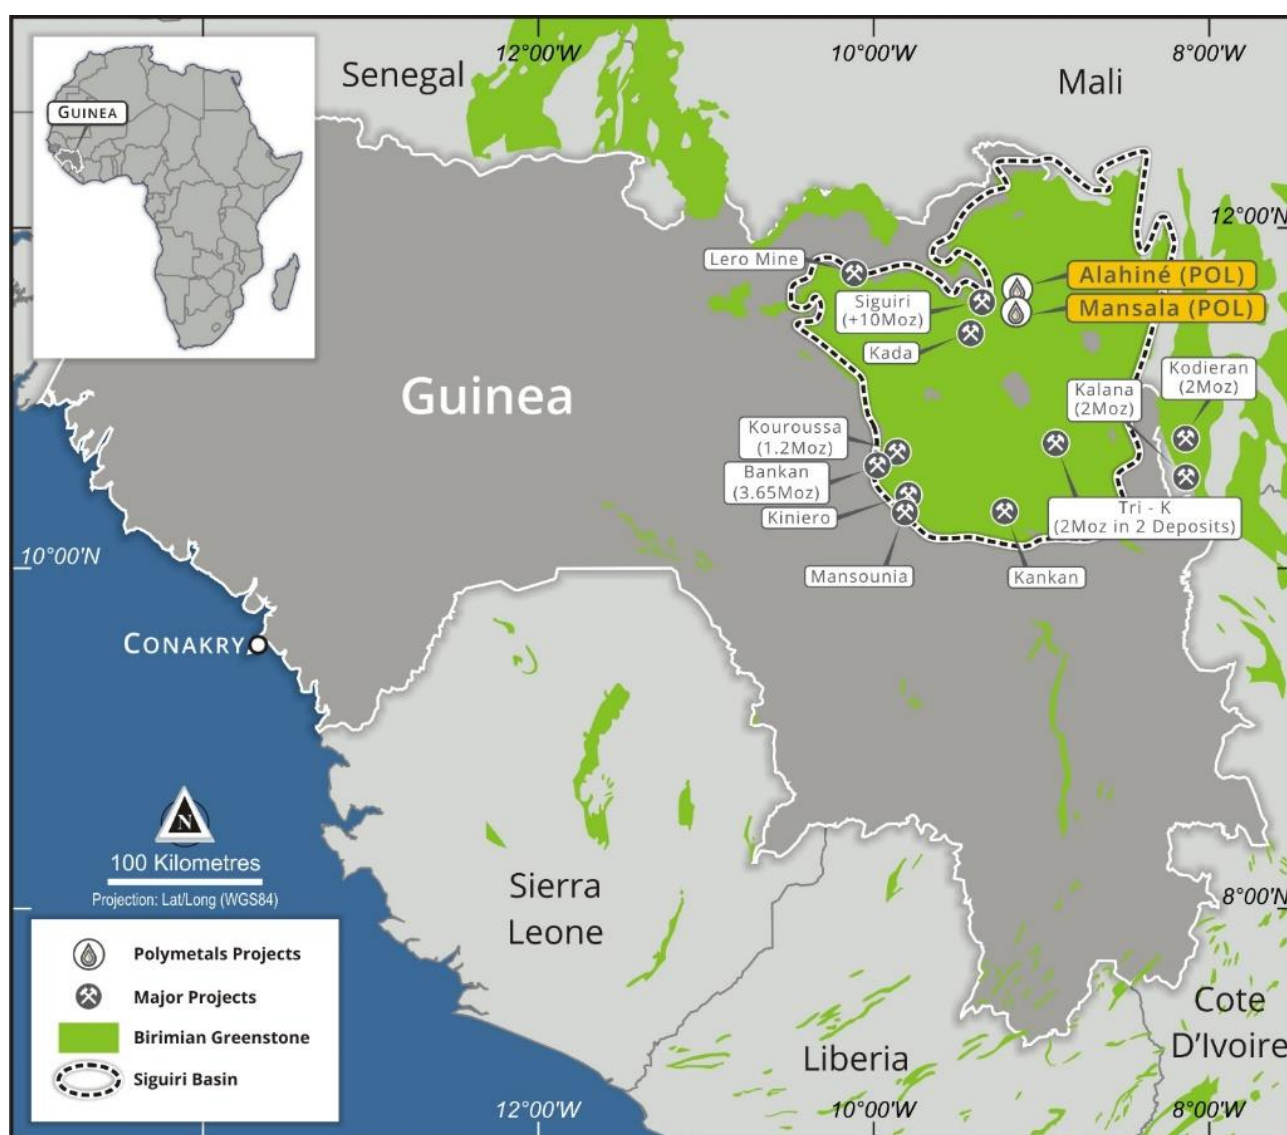 12°00'W
10°00'W
8°00'W
Senegal
Mali
GUINEA
12°00'N
Lero Mine
Alahiné (POL)
Siguiri
(+10Moz)
Mansala (POL)
Kada
Guinea
Kodieran
(2Moz)
Kalana
(2Moz)
Kouroussa
(1.2Moz)
Bankan
(3.65Moz)
Kiniero
Tri - K
(2Moz in 2 Deposits)
10°00'N
Mansounia
Kankan
CONAKRY
N
100 Kilometres
Projection: Lat/Long (WGS84)
Sierra
Leone
8°00'N
Polymetals Projects
Major Projects
Birimian Greenstone
Siguiri Basin
Cote
D'Ivoire
Liberia
12°00'W
10°00'W
8°00'W